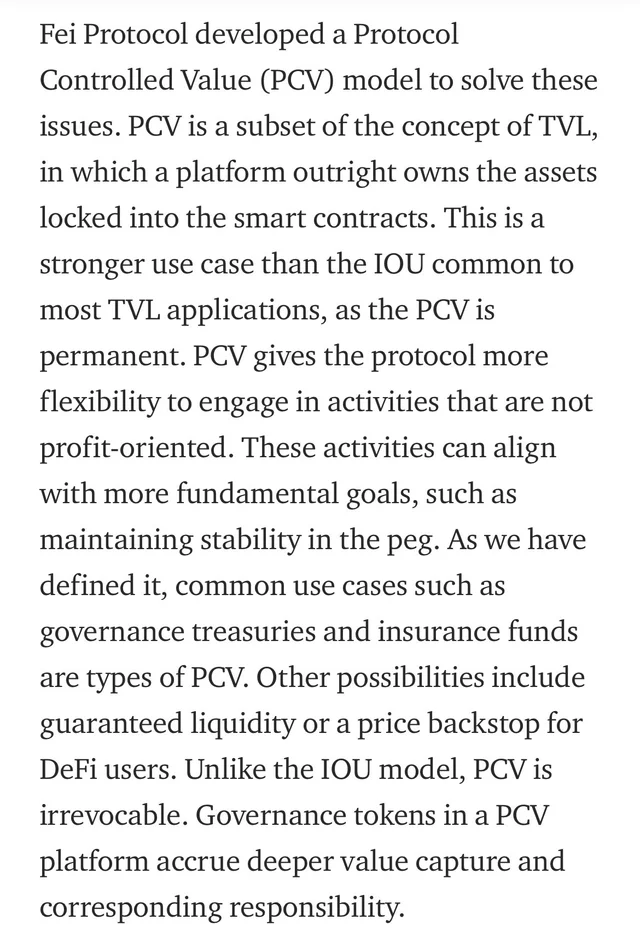 Fei Protocol developed a Protocol
Controlled Value (PCV) model to solve these
issues. PCV is a subset of the concept of TVL,
in which a platform outright owns the assets
locked into the smart contracts. This is a
stronger use case than the IOU common to
most TVL applications, as the PCV is
permanent. PCV gives the protocol more
flexibility to engage in activities that are not
profit-oriented. These activities can align
with more fundamental goals, such as
maintaining stability in the peg. As we have
defined it, common use cases such as
governance treasuries and insurance funds
are types of PCV. Other possibilities include
guaranteed liquidity or a price backstop for
DeFi users. Unlike the IOU model, PCV is
irrevocable. Governance tokens in a PCV
platform accrue deeper value capture and
corresponding responsibility.